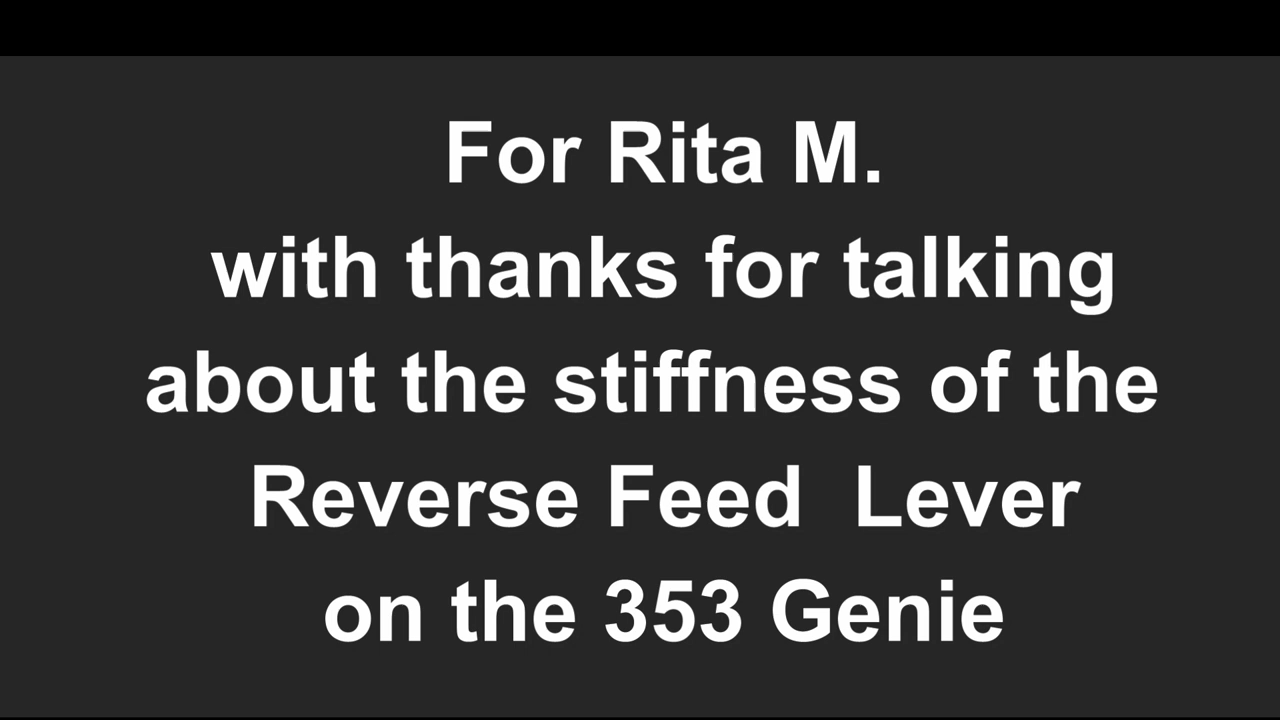 For Rita M.
with thanks for talking
about the stiffness of the
Reverse Feed  Lever
on the 353 Genie